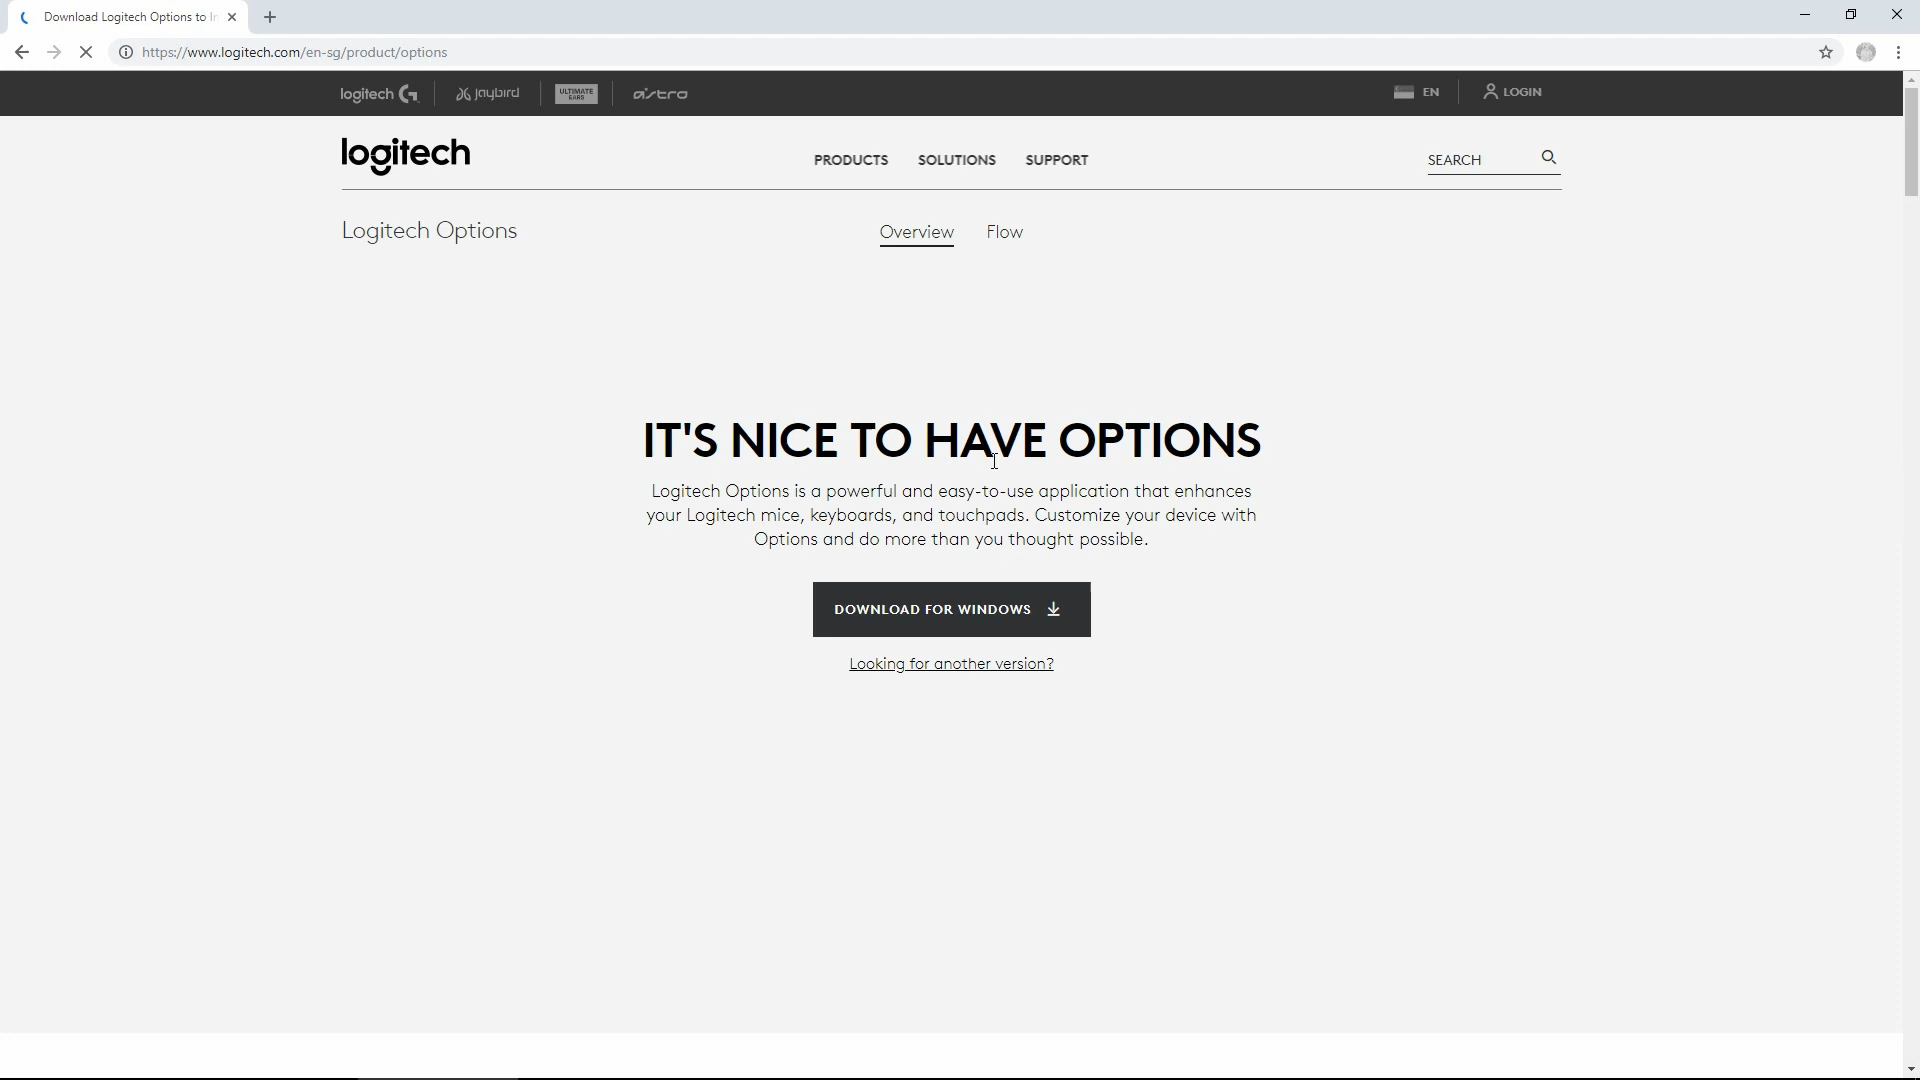 Download Logitech Options to In
https://www.logitech.com/en-sg/product/options
logitech G
jaybird
ULTIMATE EARS
ASTRO
EN
LOGIN
logitech
PRODUCTS
SOLUTIONS
SUPPORT
SEARCH
Logitech Options
Overview
Flow
IT'S NICE TO HAVE OPTIONS
Logitech Options is a powerful and easy-to-use application that enhances
your Logitech mice, keyboards, and touchpads. Customize your device with
Options and do more than you thought possible.
DOWNLOAD FOR WINDOWS
Looking for another version?